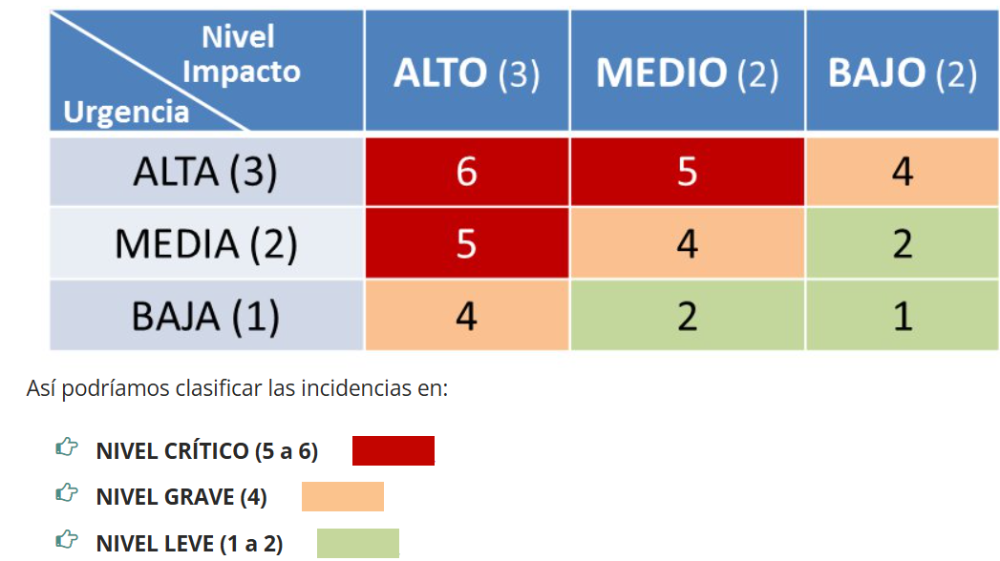 Nivel
Impacto
Urgencia
ALTO (3)
MEDIO (2)
BAJO (2)
ALTA (3)
6
5
4
MEDIA (2)
5
4
2
BAJA (1)
4
2
1
Así podríamos clasificar las incidencias en:
NIVEL CRÍTICO (5 a 6)
NIVEL GRAVE (4)
NIVEL LEVE (1 a 2)